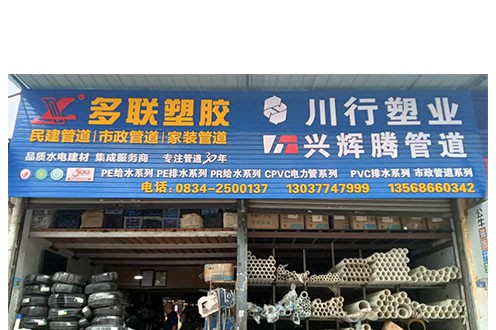 多联塑胶
川行塑业
民建管道|市政管道|家装管道
兴辉腾管道
品质水电建材 集成服务商 专注管道10年
PE给水系列 PE排水系列 PR给水系列 CPVC电力管系列 PVC排水系列 市政管道系列
电话:0834-2500137 13037747999 13568660342